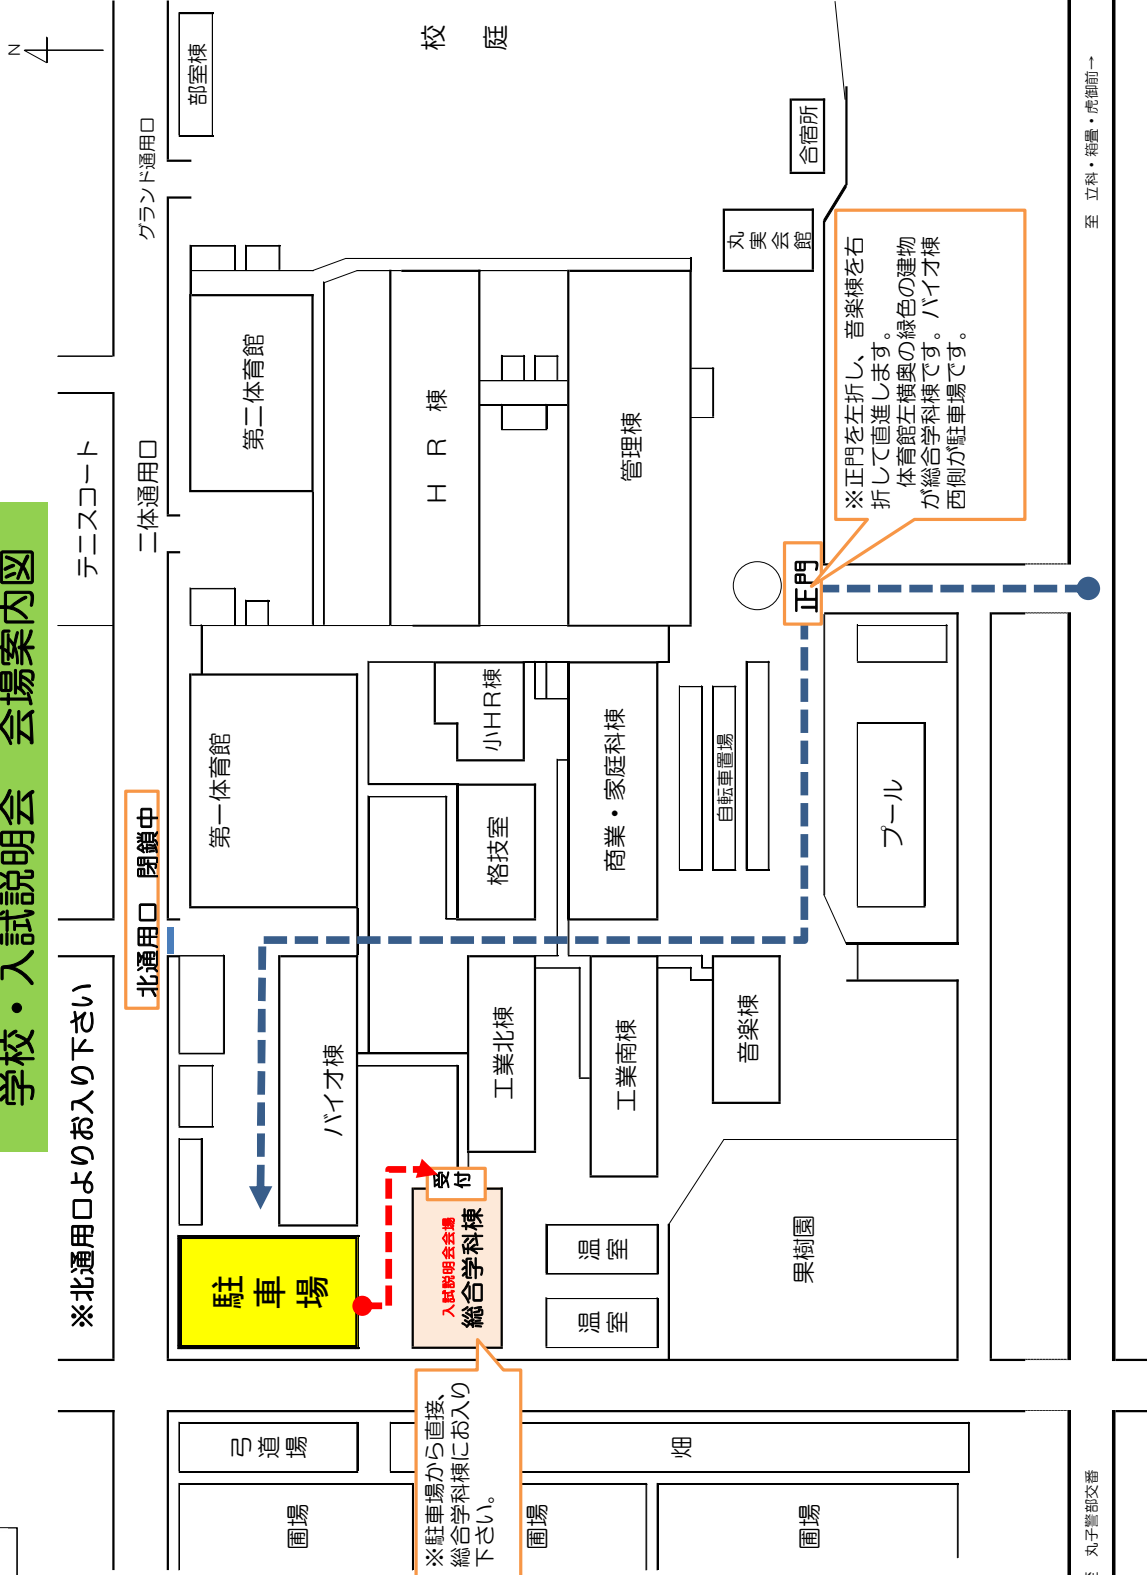 学校・入試説明会　会場案内図
※北通用口よりお入り下さい
テニスコート
北通用口　閉鎖中
二体通用口
グランド通用口
N
部室棟
校　庭
駐車場
バイオ棟
第一体育館
第二体育館
受付
入試説明会会場
総合学科棟
工業北棟
格技室
小HR棟
ＨＲ棟
温室
温室
工業南棟
商業・家庭科棟
管理棟
音楽棟
自転車置場
果樹園
プール
正門
丸実会館
合宿所
※正門を左折し、音楽棟を右
折して直進します。
体育館左横奥の緑色の建物
が総合学科棟です。バイオ棟
西側が駐車場です。
※駐車場から直接、
総合学科棟にお入り
下さい。
弓道場
畑
圃場
圃場
圃場
丸子警部交番
至　立科・箱畳・虎御前→